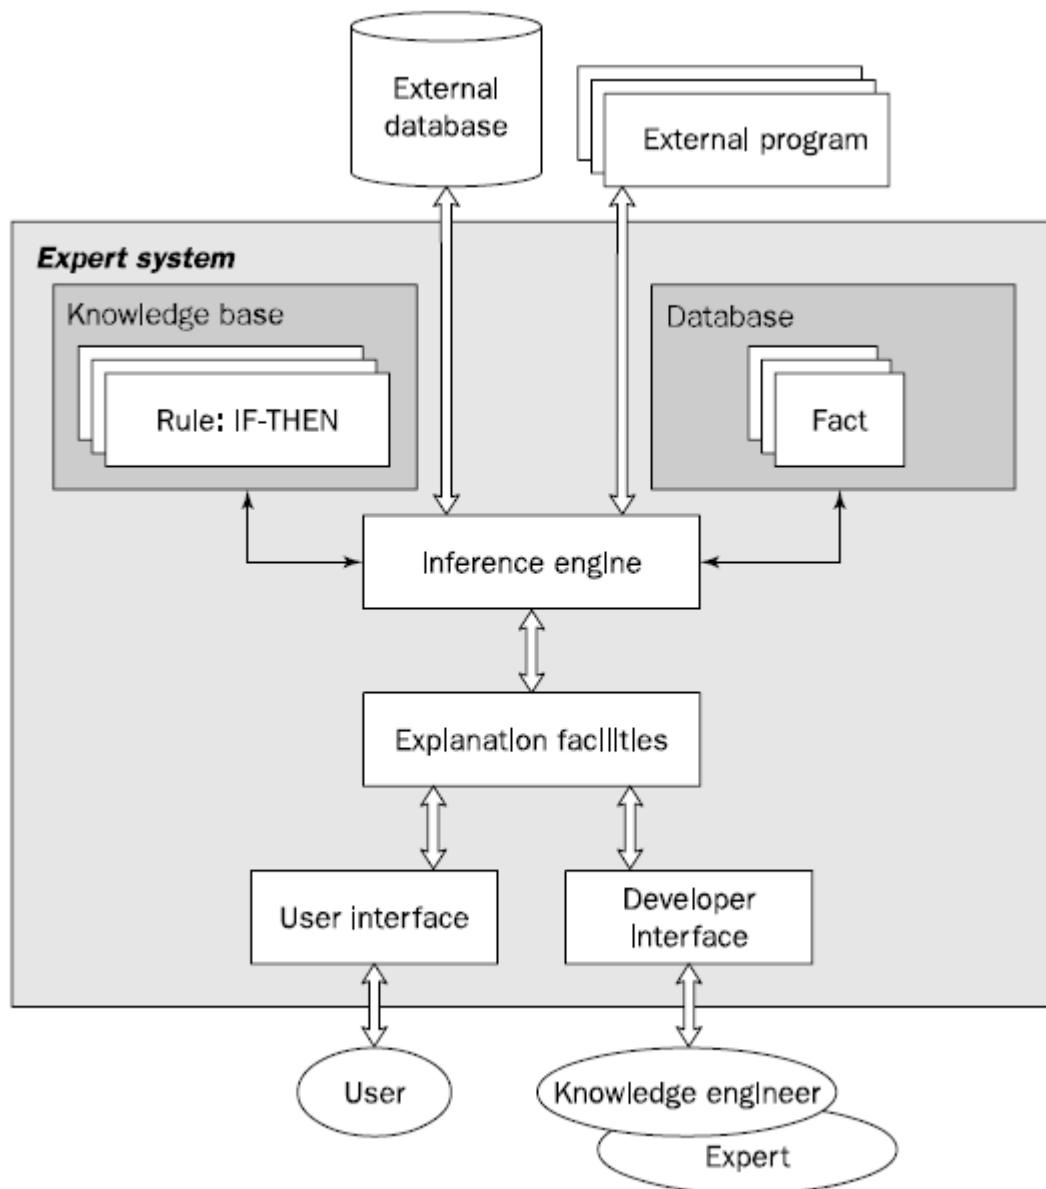 External
database
External program
Expert system
Knowledge base
Database
Rule: IF-THEN
Fact
Inference engine
Explanation facilities
User interface
Developer
Interface
User
Knowledge engineer
Expert